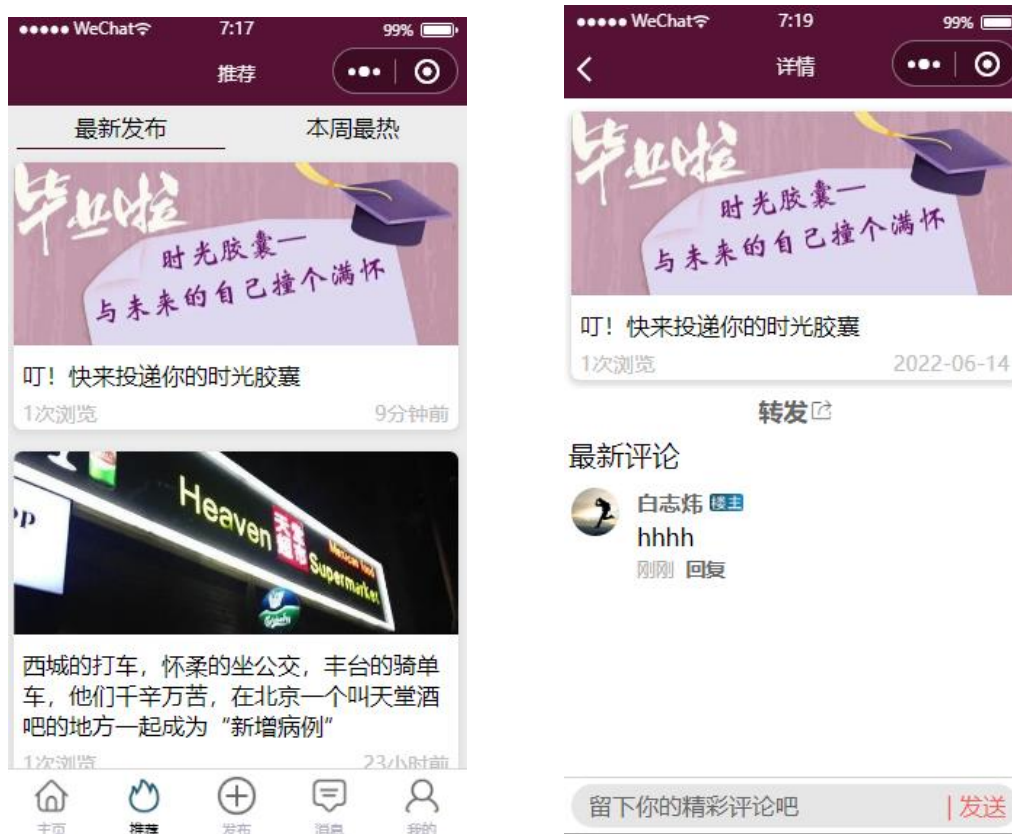 WeChat 7:17 99%
推荐
最新发布 本周最热
毕业啦
时光胶囊—
与未来的自己撞个满怀
叮！快来投递你的时光胶囊
1次浏览 9分钟前
Heaven 天堂超市 Mexican food
Supermarket
Carlsberg
西城的打车，怀柔的坐公交，丰台的骑单
车，他们千辛万苦，在北京一个叫天堂酒
吧的地方一起成为“新增病例”
1次浏览 23小时前
主页 推荐 发布 消息 我的
WeChat 7:19 99%
详情
毕业啦
时光胶囊—
与未来的自己撞个满怀
叮！快来投递你的时光胶囊
1次浏览 2022-06-14
转发
最新评论
白志炜 楼主
hhhh
刚刚 回复
留下你的精彩评论吧 |发送